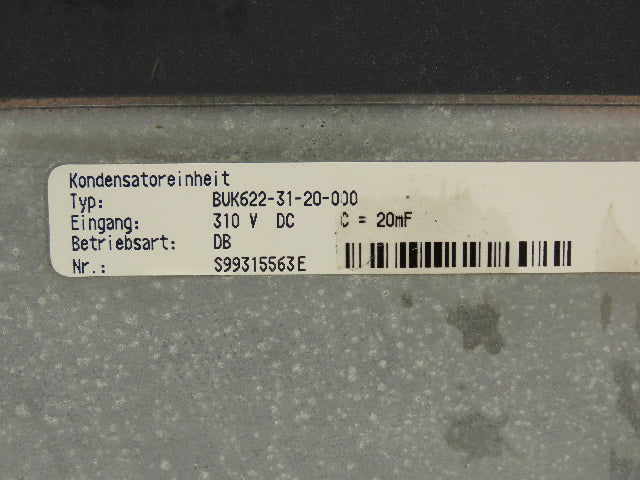 Kondensatoreinheit
Typ: BUK622-31-20-000
Eingang: 310 V DC C = 20mF
Betriebsart: DB
Nr.: S99315563E